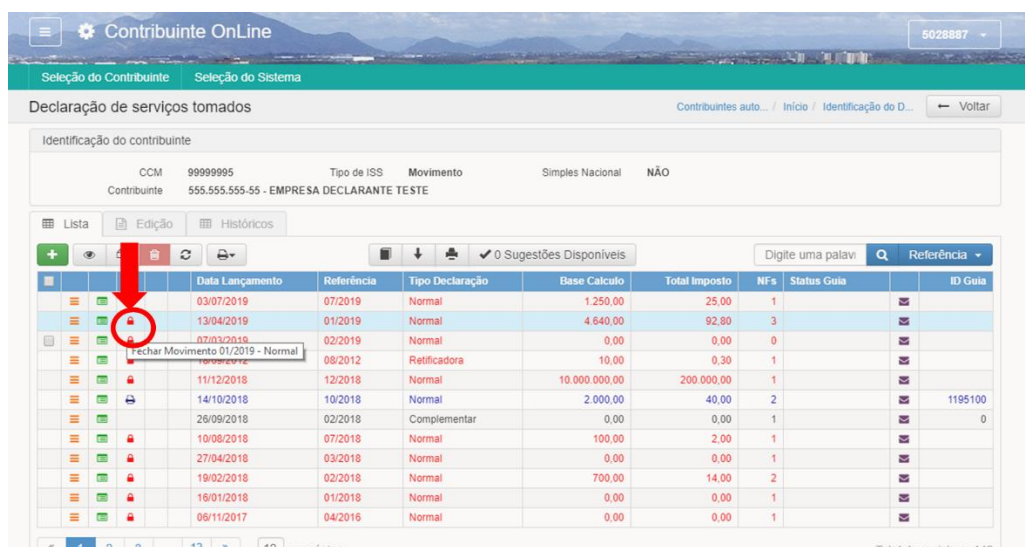 Contribuinte OnLine
5028887
Seleção do Contribuinte Seleção do Sistema
Declaração de serviços tomados
Contribuintes auto... / Início / Identificação do D... ← Voltar
Identificação do contribuinte
CCM 99999995 Tipo de ISS Movimento Simples Nacional NÃO
Contribuinte 555.555.555-55 - EMPRESA DECLARANTE TESTE
Lista Edição Históricos
0 Sugestões Disponíveis Digite uma palavi Referência
Data Lançamento Referência Tipo Declaração Base Calculo Total Imposto NFs Status Guia ID Guia
03/07/2019 07/2019 Normal 1.250,00 25,00 1
13/04/2019 01/2019 Normal 4.640,00 92,80 3
07/03/2019 02/2019 Normal 0,00 0,00 0
Fechar Movimento 01/2019 - Normal
18/09/2012 08/2012 Retificadora 10,00 0,30 1
11/12/2018 12/2018 Normal 10.000.000,00 200.000,00 1
14/10/2018 10/2018 Normal 2.000,00 40,00 2 1195100
26/09/2018 02/2018 Complementar 0,00 0,00 1 0
10/08/2018 07/2018 Normal 100,00 2,00 1
27/04/2018 03/2018 Normal 0,00 0,00 1
19/02/2018 02/2018 Normal 700,00 14,00 2
16/01/2018 01/2018 Normal 0,00 0,00 1
06/11/2017 04/2016 Normal 0,00 0,00 1